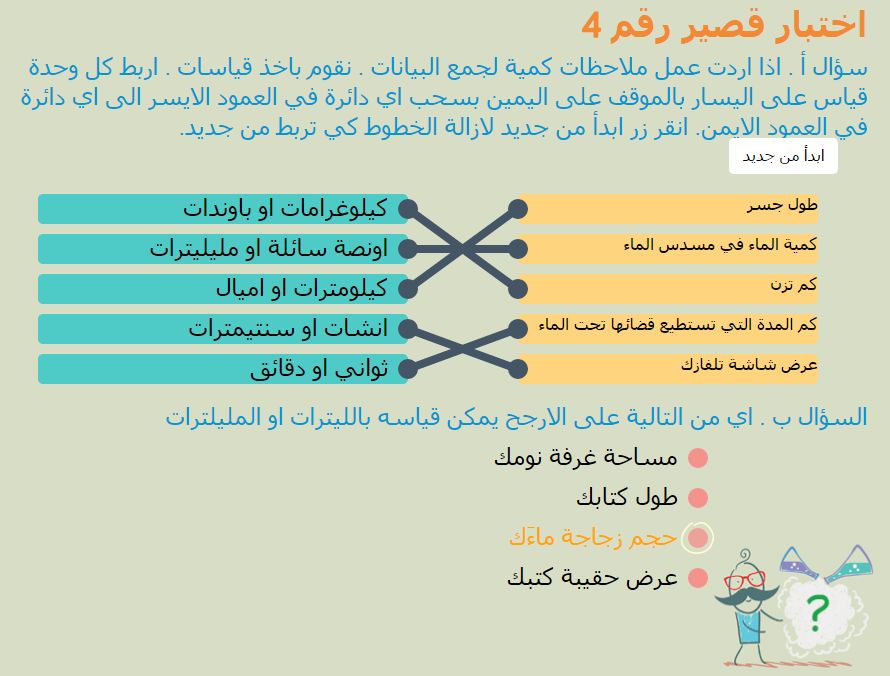 اختبار قصير رقم 4
سؤال أ . اذا اردت عمل ملاحظات كمية لجمع البيانات . نقوم باخذ قياسات . اربط كل وحدة
قياس على اليسار بالموقف على اليمين بسحب اي دائرة في العمود الايسر الى اي دائرة
في العمود الايمن. انقر زر ابدأ من جديد لازالة الخطوط كي تربط من جديد.
ابدأ من جديد
طول جسر
كيلوغرامات او باوندات
كمية الماء في مسدس الماء
اونصة سائلة او مليليترات
كم تزن
كيلومترات او اميال
كم المدة التي تستطيع قضائها تحت الماء
انشات او سنتيمترات
عرض شاشة تلفازك
ثواني او دقائق
السؤال ب . اي من التالية على الارجح يمكن قياسه بالليترات او المليلترات
مساحة غرفة نومك
طول كتابك
حجم زجاجة ماءك
عرض حقيبة كتبك
?